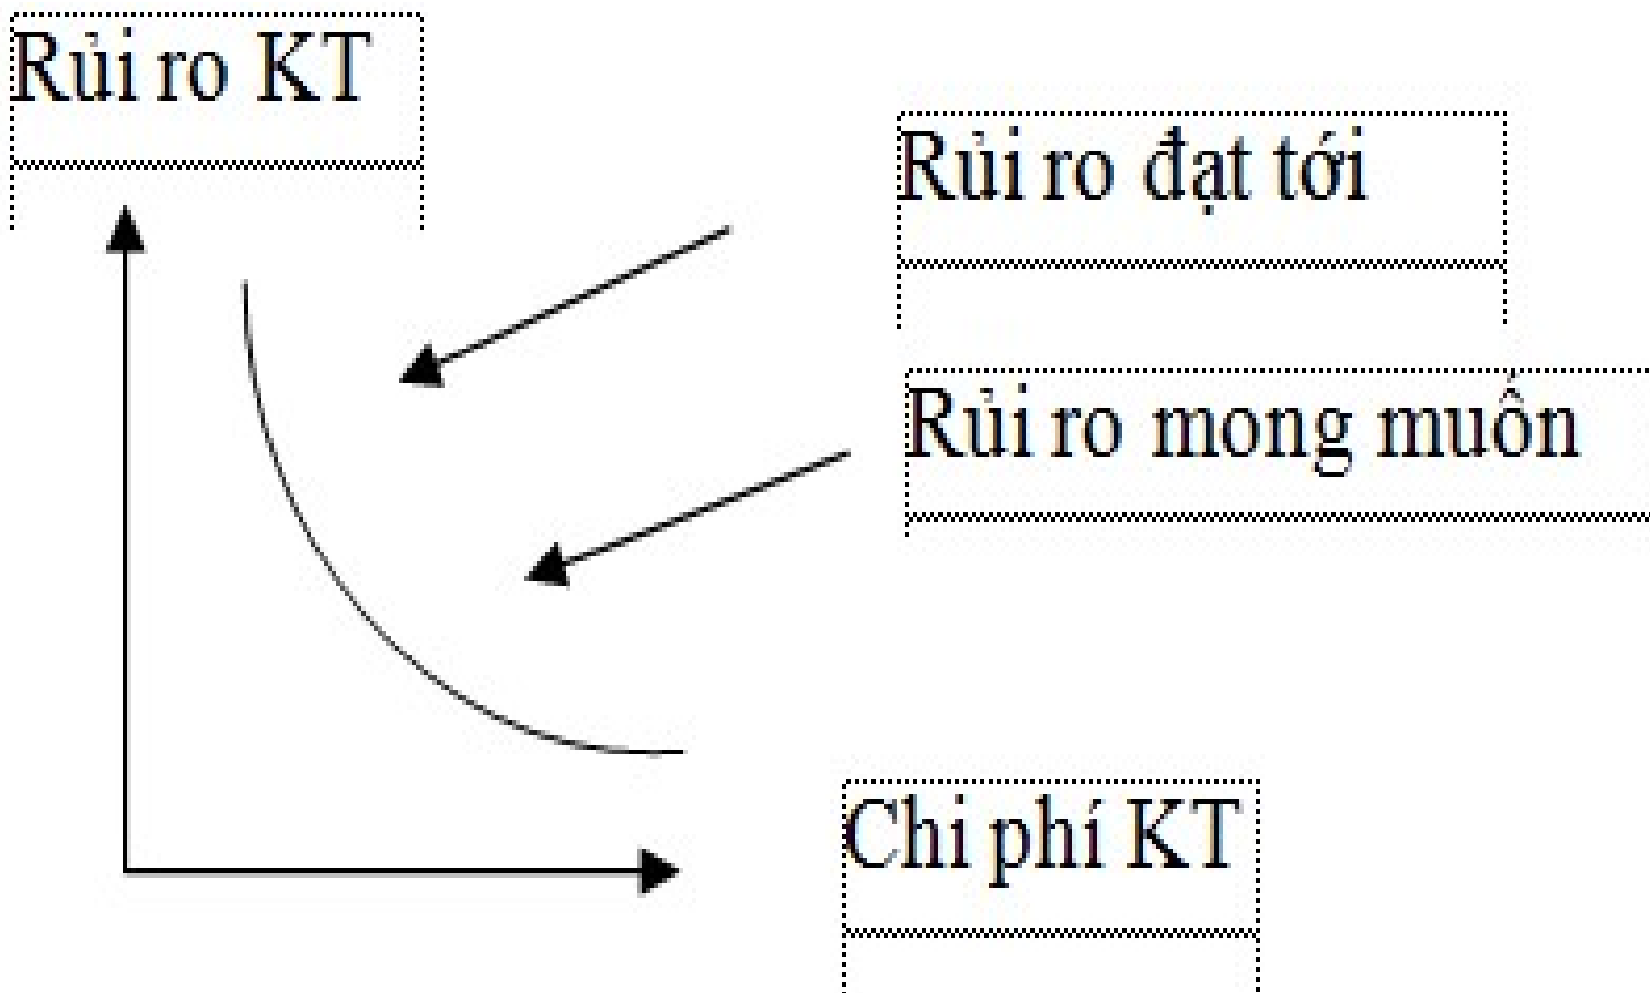 Rủi ro KT
Rủi ro đạt tới
Rủi ro mong muốn
Chi phí KT